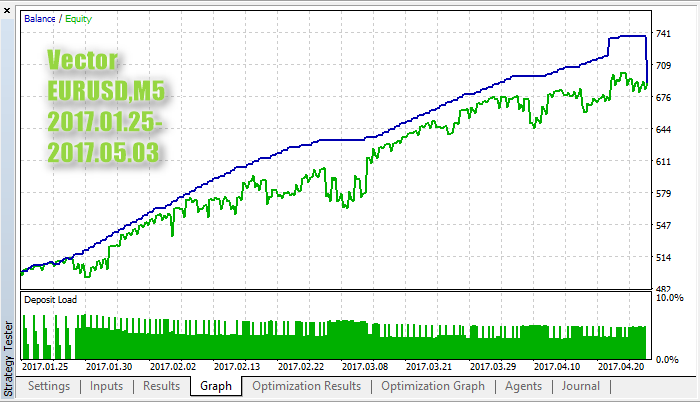 Balance / Equity
Vector
EURUSD,M5
2017.01.25-
2017.05.03
741
709
676
644
611
579
547
514
482
Deposit Load
10.0%
0.0%
2017.01.25 2017.01.30 2017.02.02 2017.02.13 2017.02.22 2017.03.08 2017.03.18 2017.03.27 2017.04.10 2017.04.20
Strategy Tester
Settings Inputs Results Graph Optimization Results Optimization Graph Agents Journal